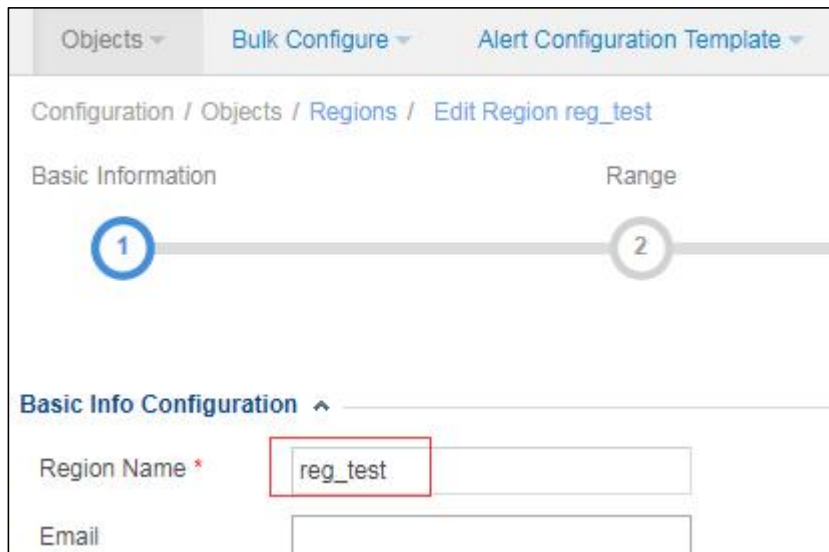 Objects Bulk Configure Alert Configuration Template
Configuration / Objects / Regions / Edit Region reg_test
Basic Information Range
1 2
Basic Info Configuration
Region Name * reg_test
Email